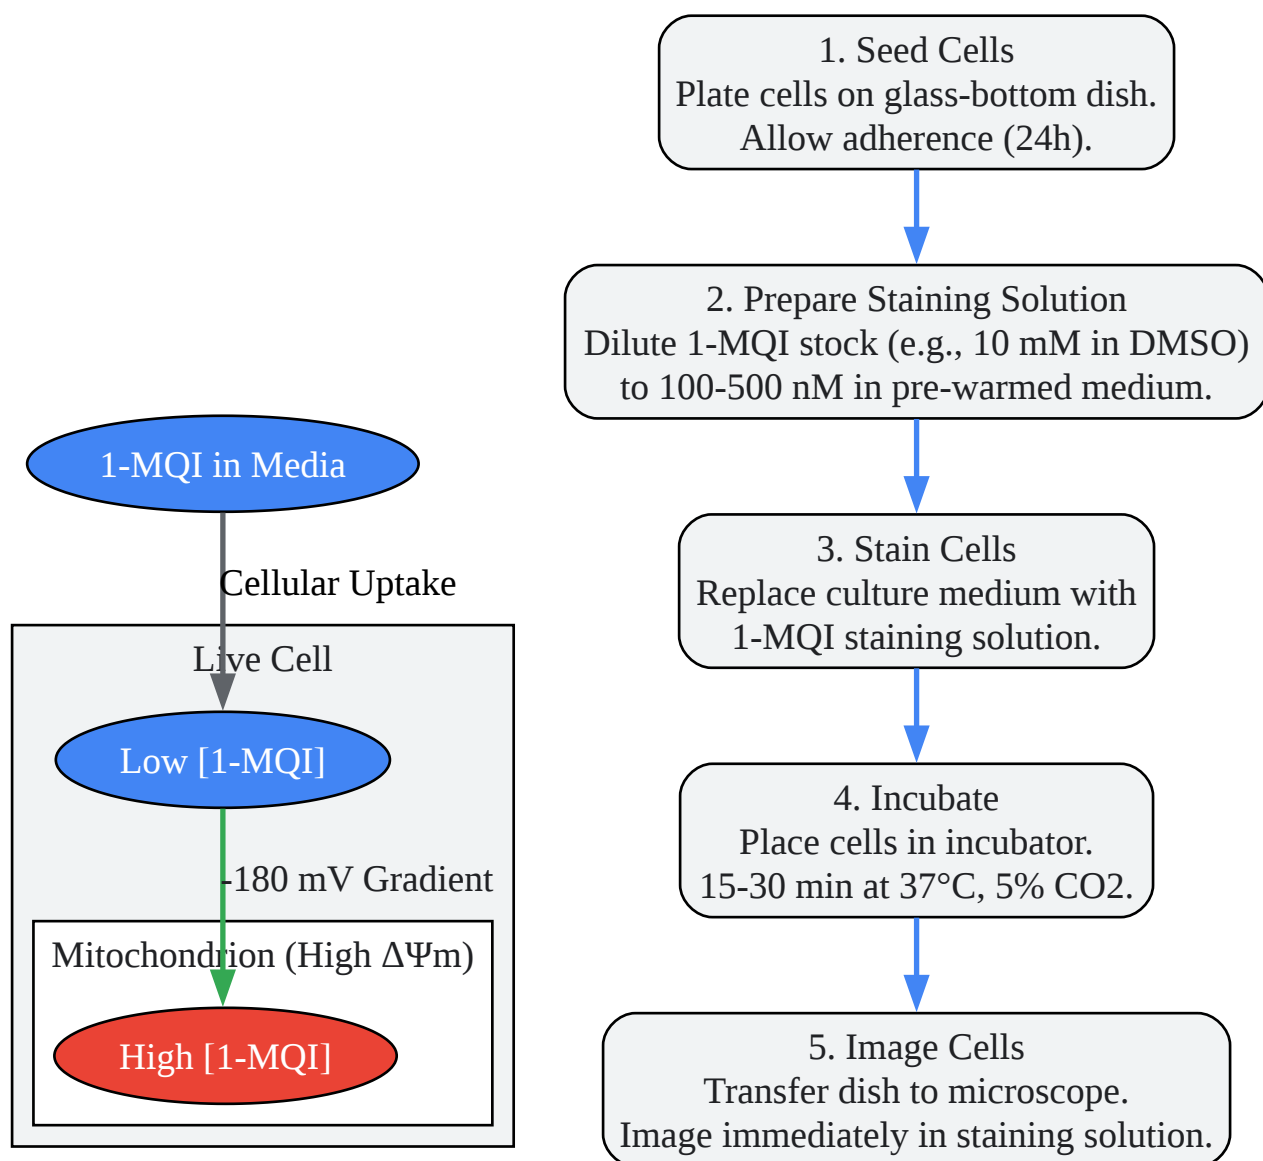 1-MQI in Media
Cellular Uptake
Live Cell
Low [1-MQI]
-180 mV Gradient
Mitochondrion (High ΔΨm)
High [1-MQI]
1. Seed Cells
Plate cells on glass-bottom dish.
Allow adherence (24h).
2. Prepare Staining Solution
Dilute 1-MQI stock (e.g., 10 mM in DMSO)
to 100-500 nM in pre-warmed medium.
3. Stain Cells
Replace culture medium with
1-MQI staining solution.
4. Incubate
Place cells in incubator.
15-30 min at 37°C, 5% CO2.
5. Image Cells
Transfer dish to microscope.
Image immediately in staining solution.